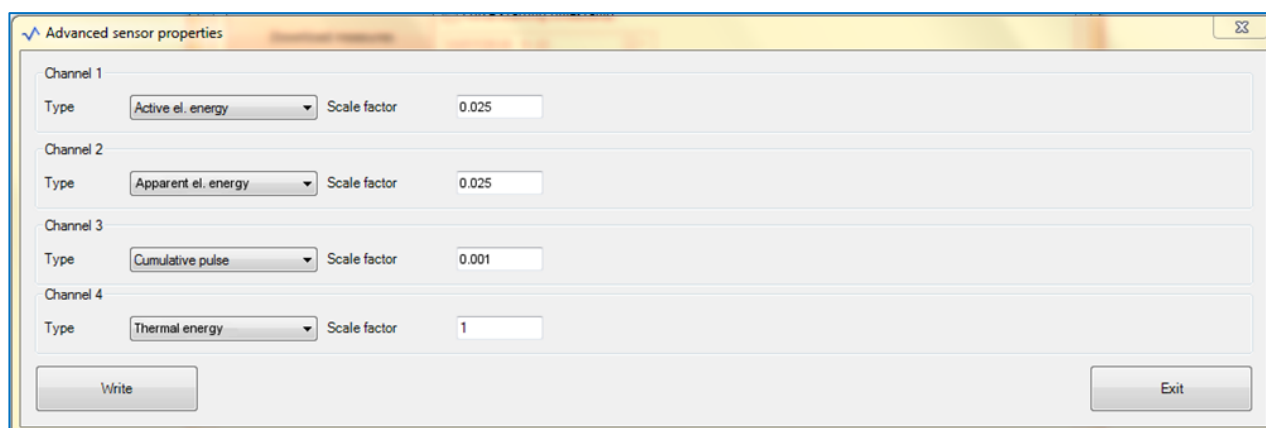 Advanced sensor properties
Channel 1
Type Active el. energy Scale factor 0.025
Channel 2
Type Apparent el. energy Scale factor 0.025
Channel 3
Type Cumulative pulse Scale factor 0.001
Channel 4
Type Thermal energy Scale factor 1
Write Exit